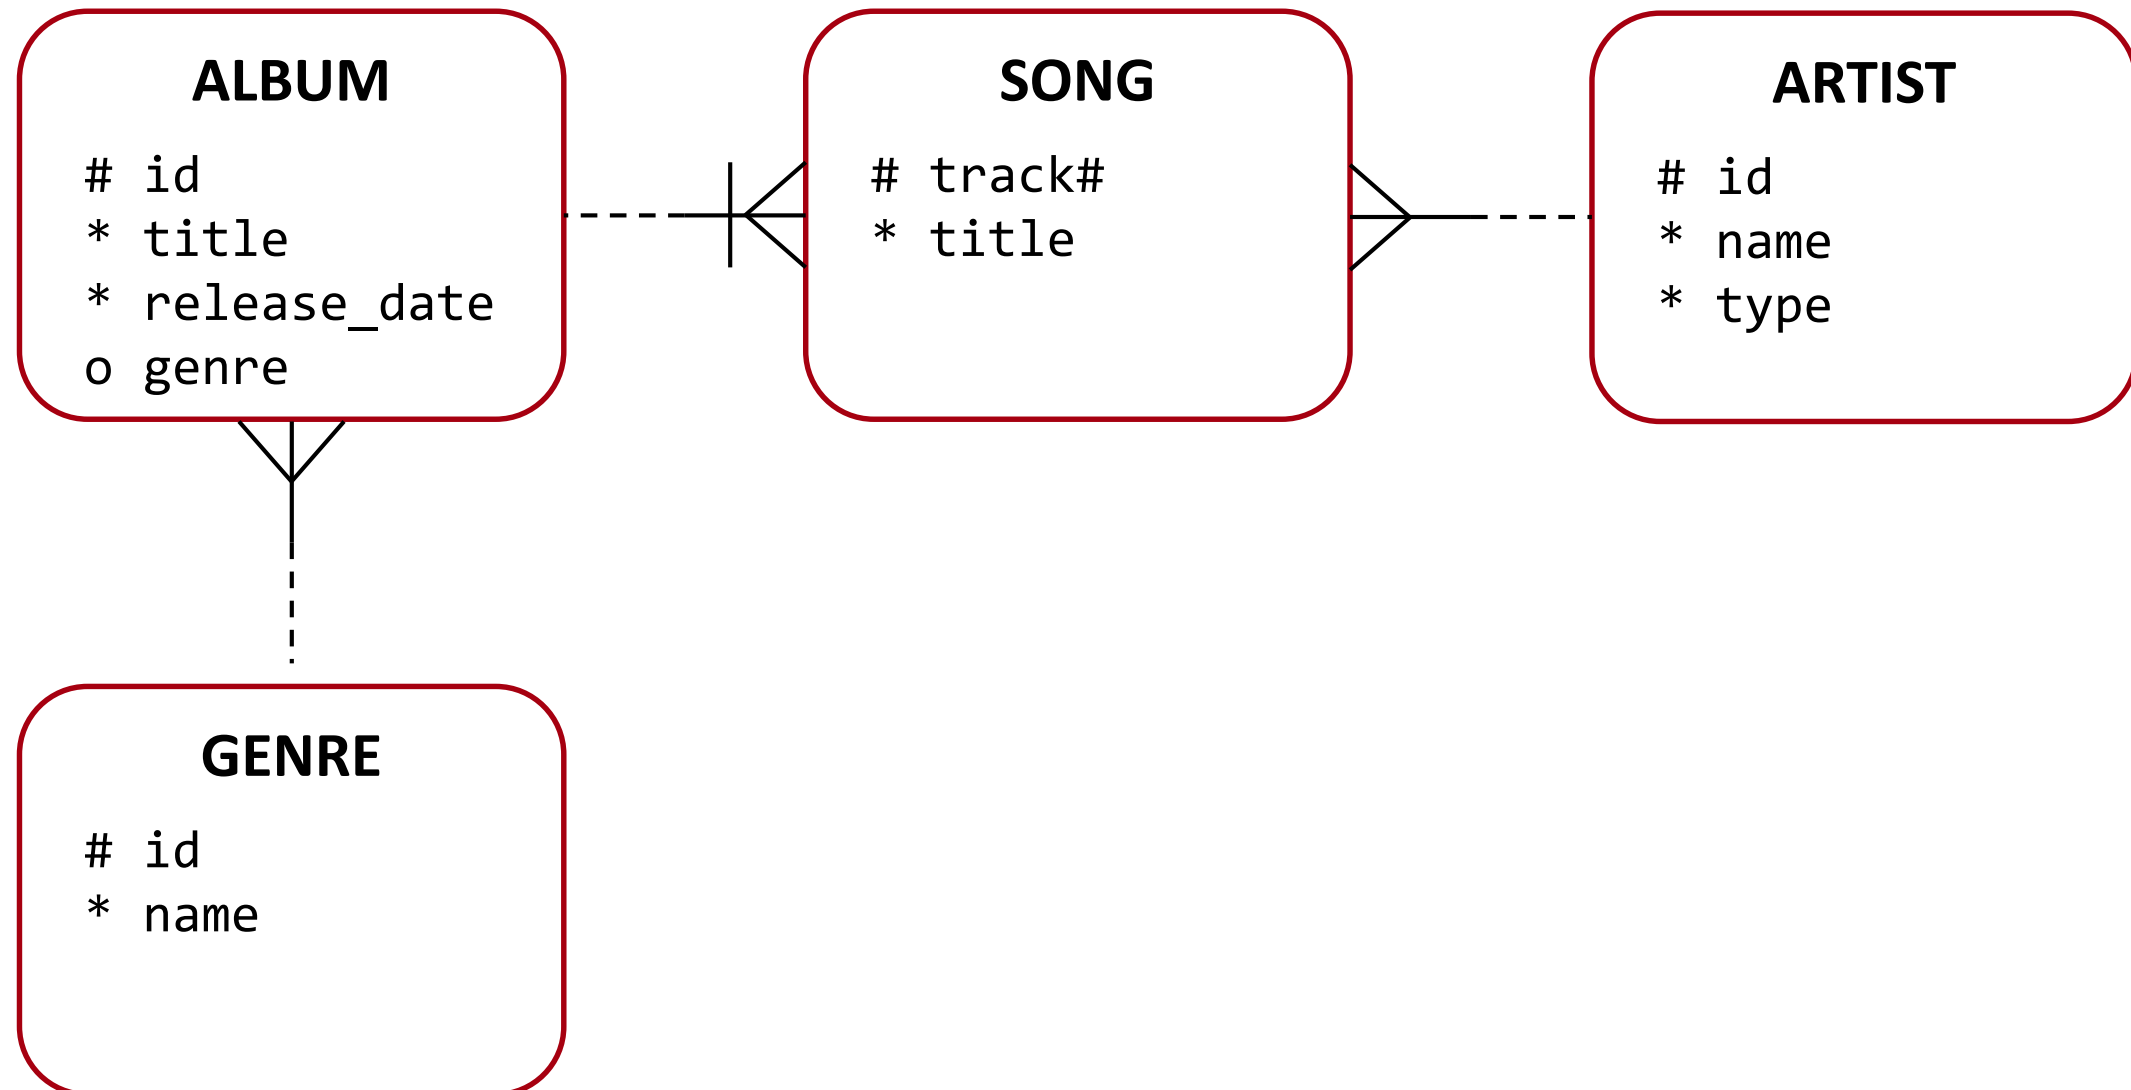 ALBUM
# id
* title
* release_date
o genre
SONG
# track#
* title
ARTIST
# id
* name
* type
GENRE
# id
* name